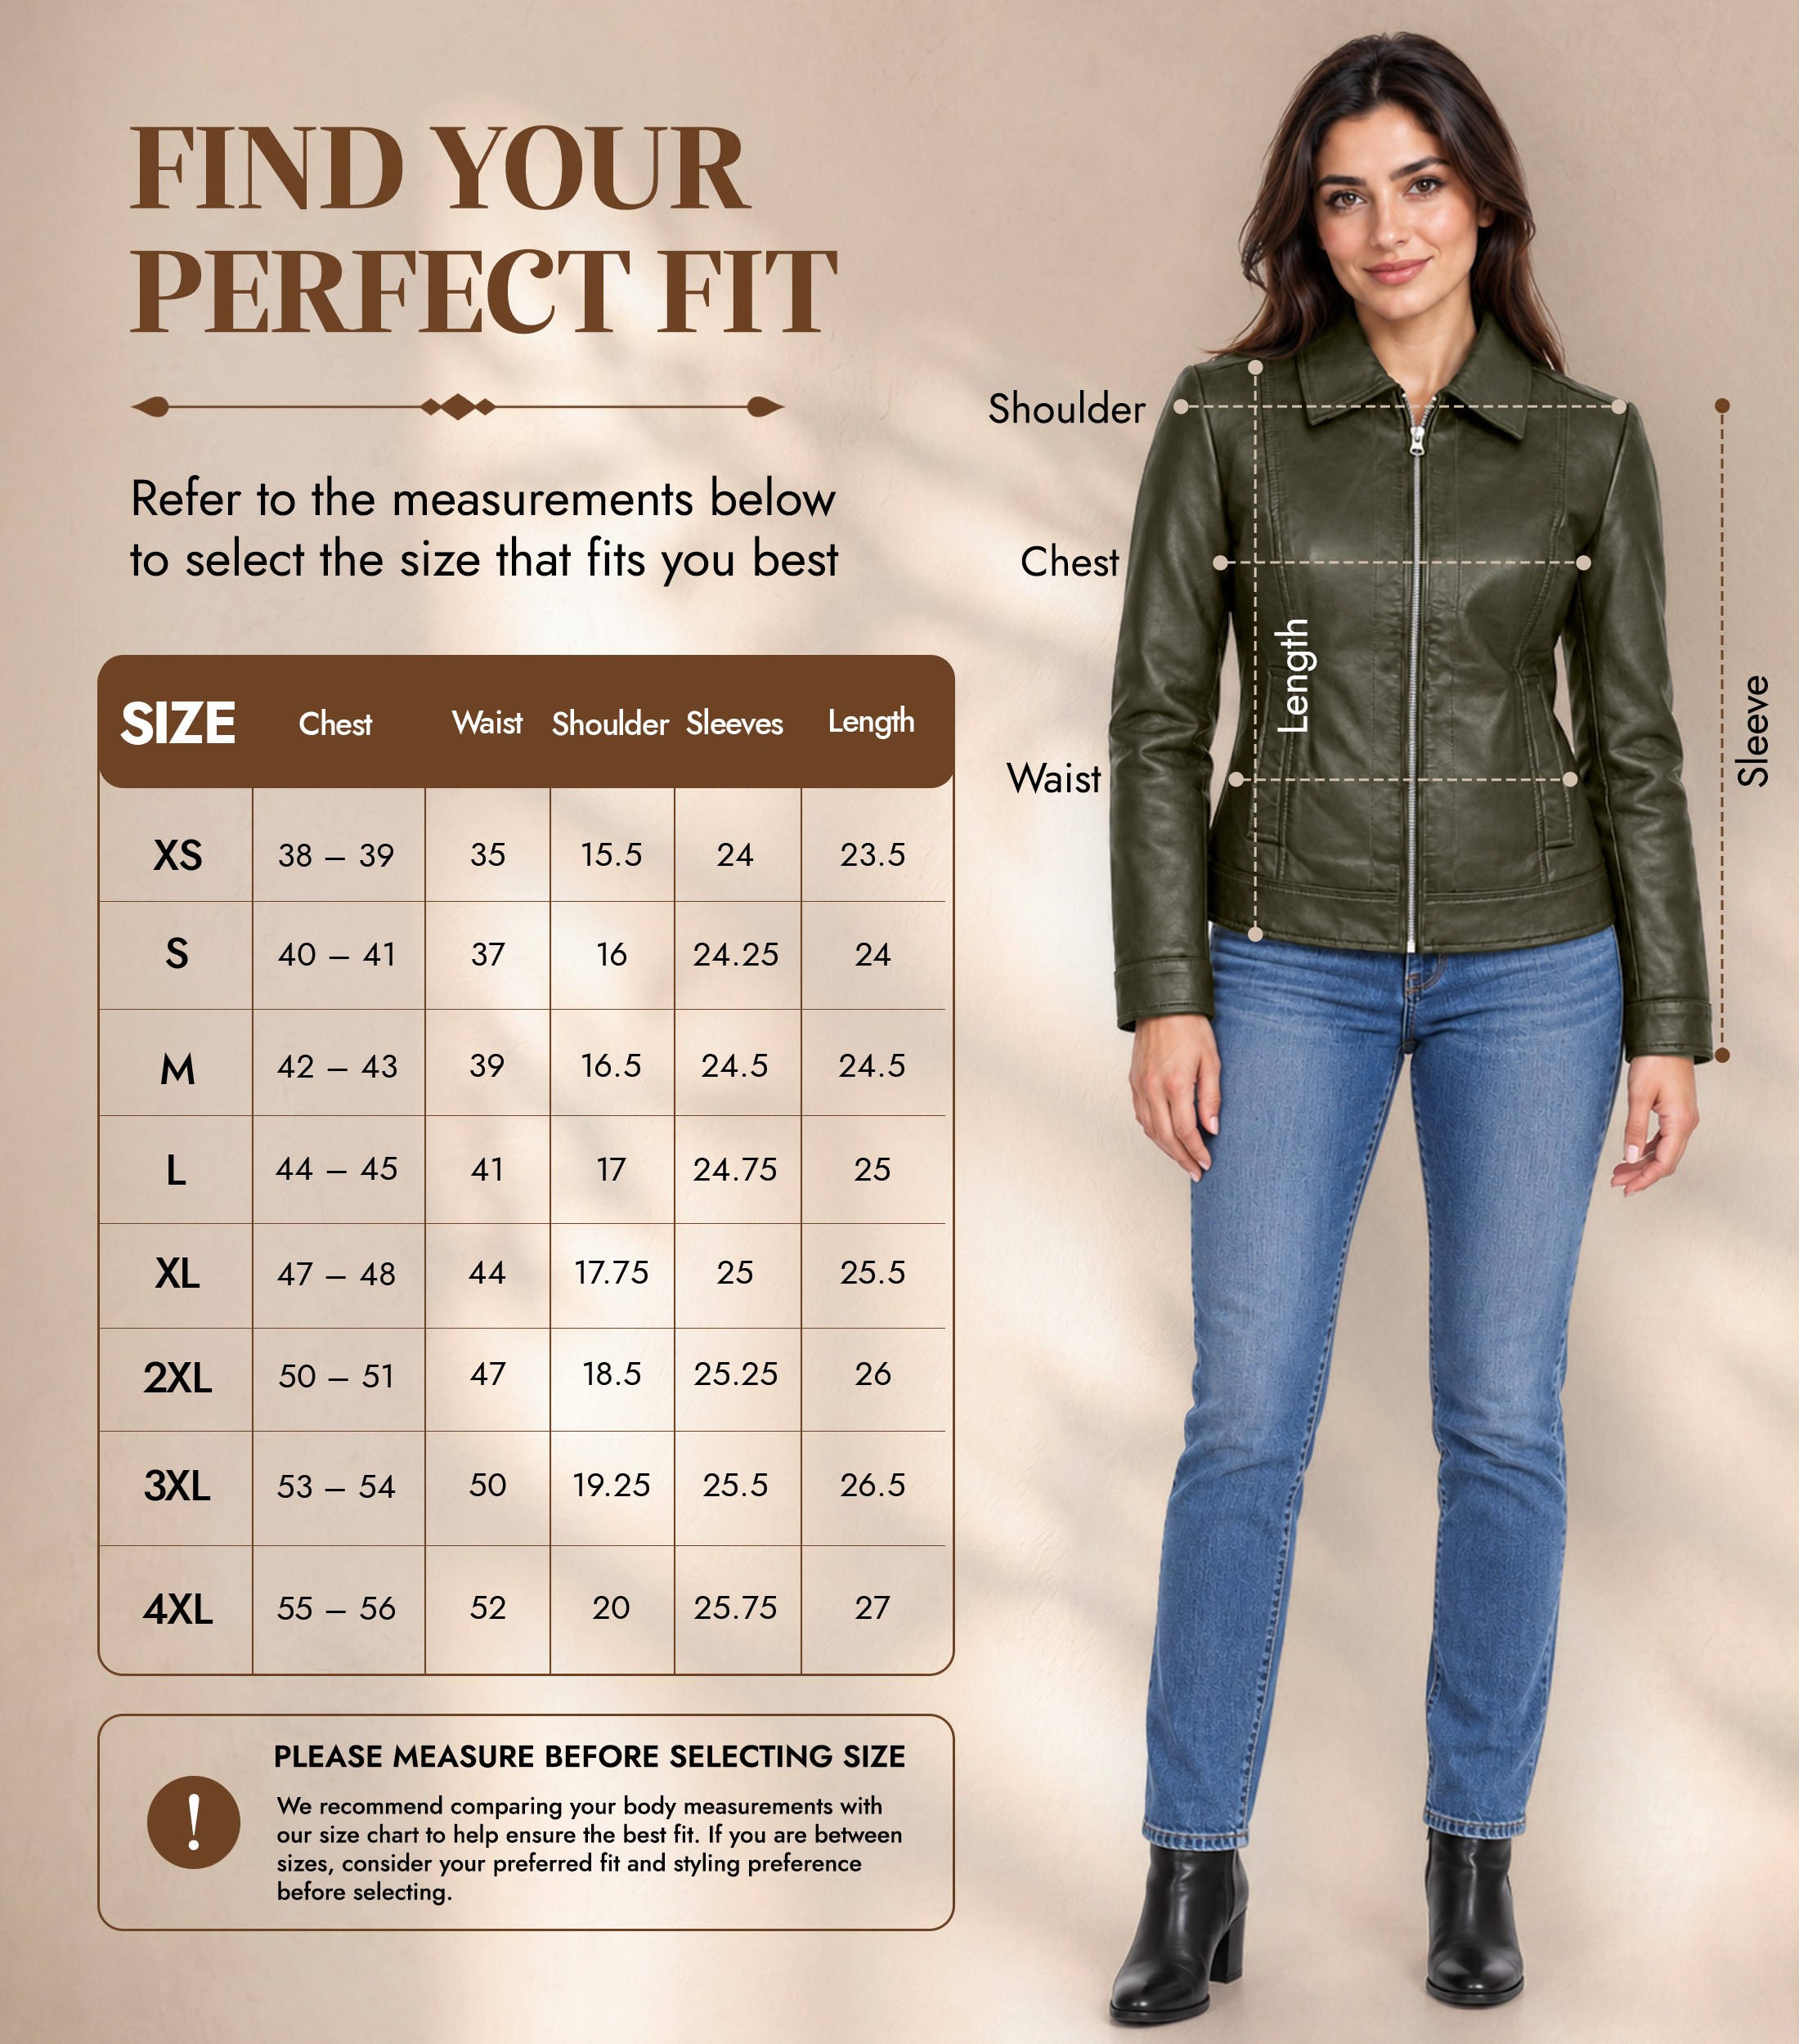 FIND YOUR
PERFECT FIT
Refer to the measurements below
to select the size that fits you best
SIZE Chest Waist Shoulder Sleeves Length
XS 38 – 39 35 15.5 24 23.5
S 40 – 41 37 16 24.25 24
M 42 – 43 39 16.5 24.5 24.5
L 44 – 45 41 17 24.75 25
XL 47 – 48 44 17.75 25 25.5
2XL 50 – 51 47 18.5 25.25 26
3XL 53 – 54 50 19.25 25.5 26.5
4XL 55 – 56 52 20 25.75 27
!
PLEASE MEASURE BEFORE SELECTING SIZE
We recommend comparing your body measurements with
our size chart to help ensure the best fit. If you are between
sizes, consider your preferred fit and styling preference
before selecting.
Shoulder
Chest
Length
Waist
Sleeve